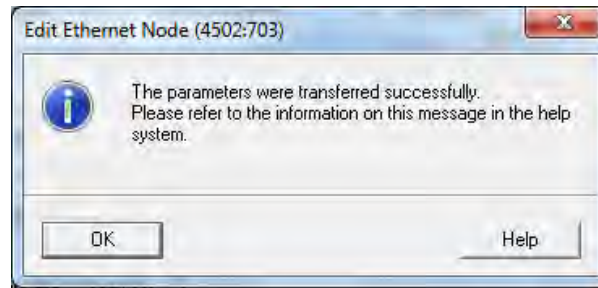 Edit Ethernet Node (4502:703)
The parameters were transferred successfully.
Please refer to the information on this message in the help
system.
OK
Help